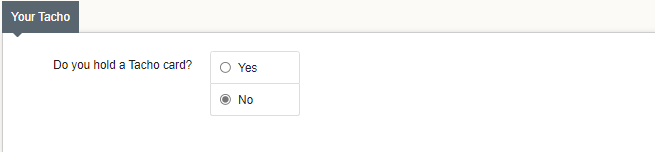 Your Tacho
Do you hold a Tacho card?
Yes
No